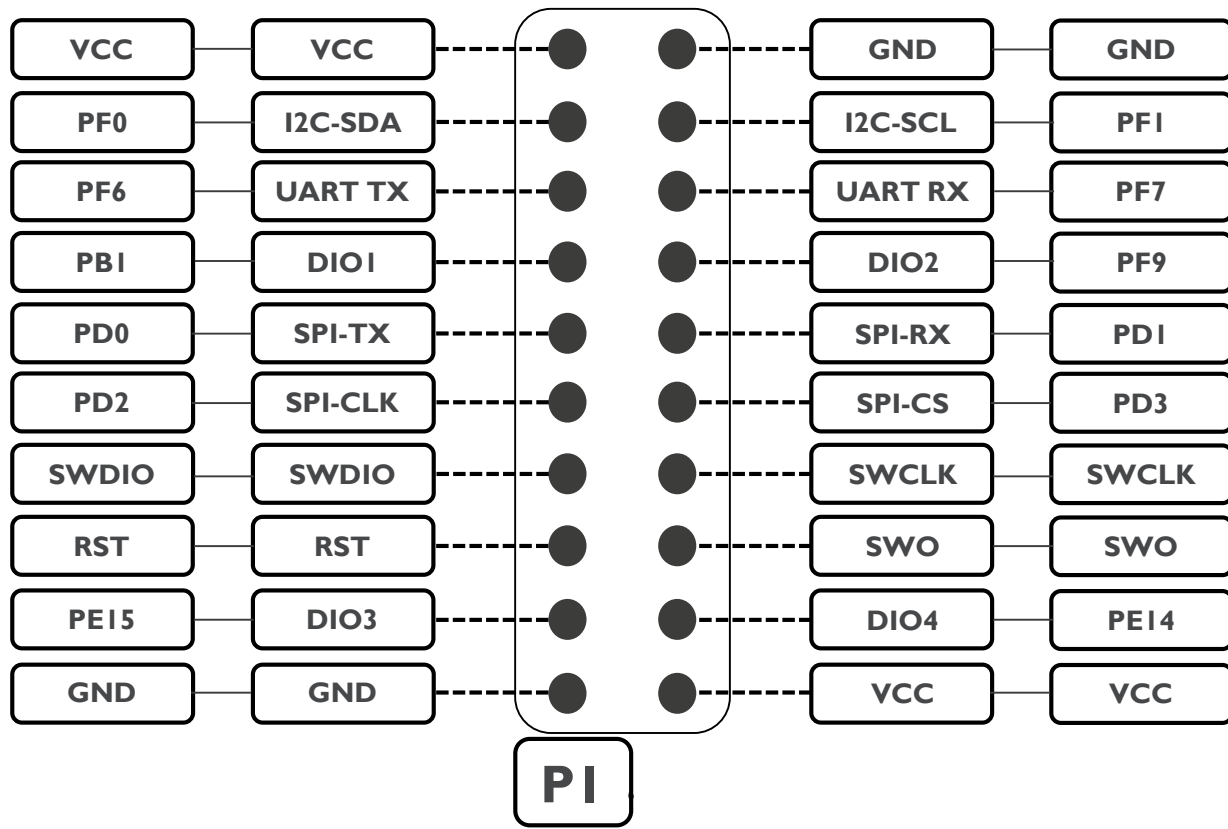 VCC VCC GND GND
PF0 I2C-SDA I2C-SCL PF1
PF6 UART TX UART RX PF7
PB1 DIO1 DIO2 PF9
PD0 SPI-TX SPI-RX PD1
PD2 SPI-CLK SPI-CS PD3
SWDIO SWDIO SWCLK SWCLK
RST RST SWO SWO
PE15 DIO3 DIO4 PE14
GND GND VCC VCC
P1